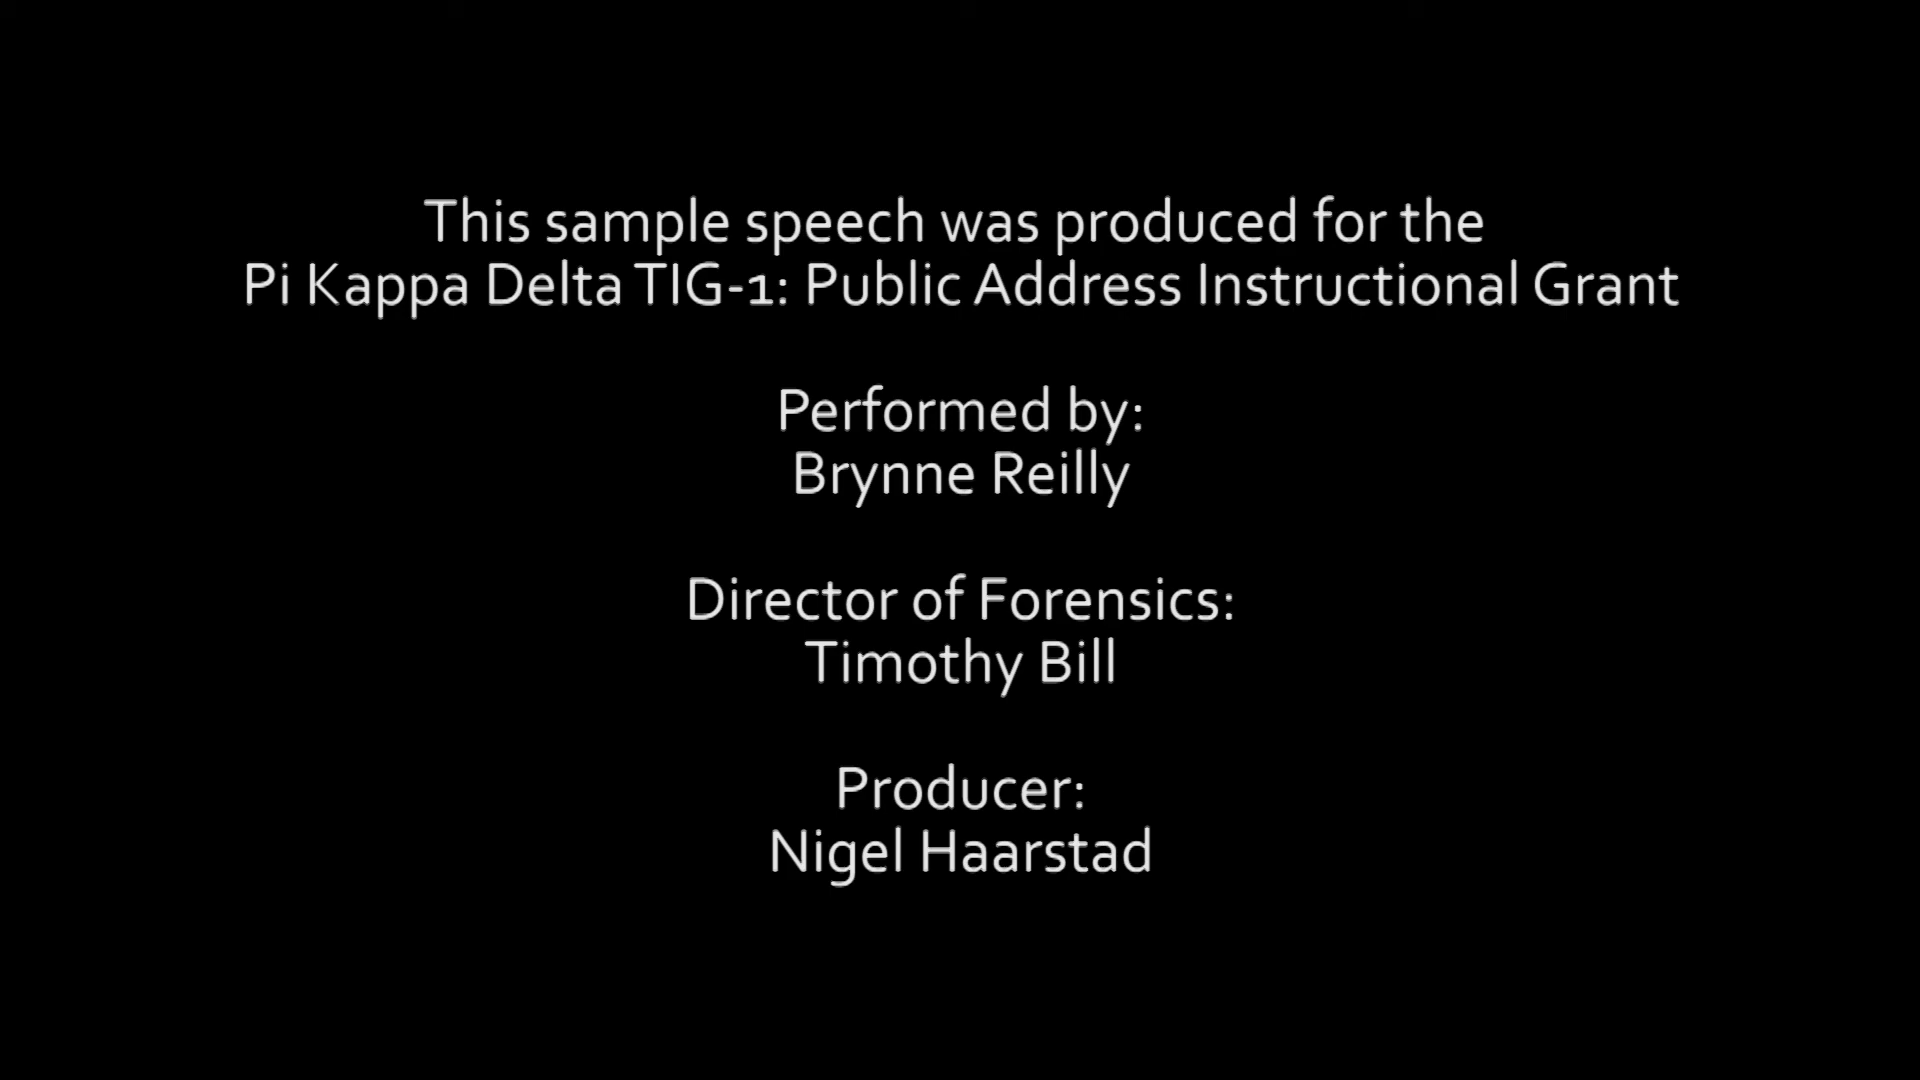 This sample speech was produced for the
Pi Kappa Delta TIG-1: Public Address Instructional Grant
Performed by:
Brynne Reilly
Director of Forensics:
Timothy Bill
Producer:
Nigel Haarstad